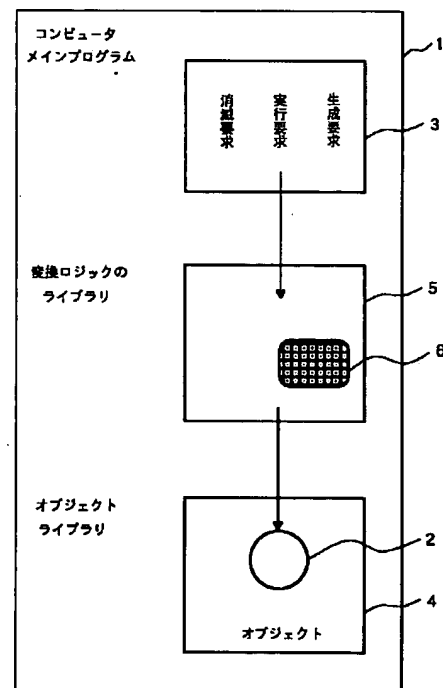 コンピュータ
メインプログラム
1
消滅要求
実行要求
生成要求
3
変換ロジックの
ライブラリ
5
6
オブジェクト
ライブラリ
2
4
オブジェクト